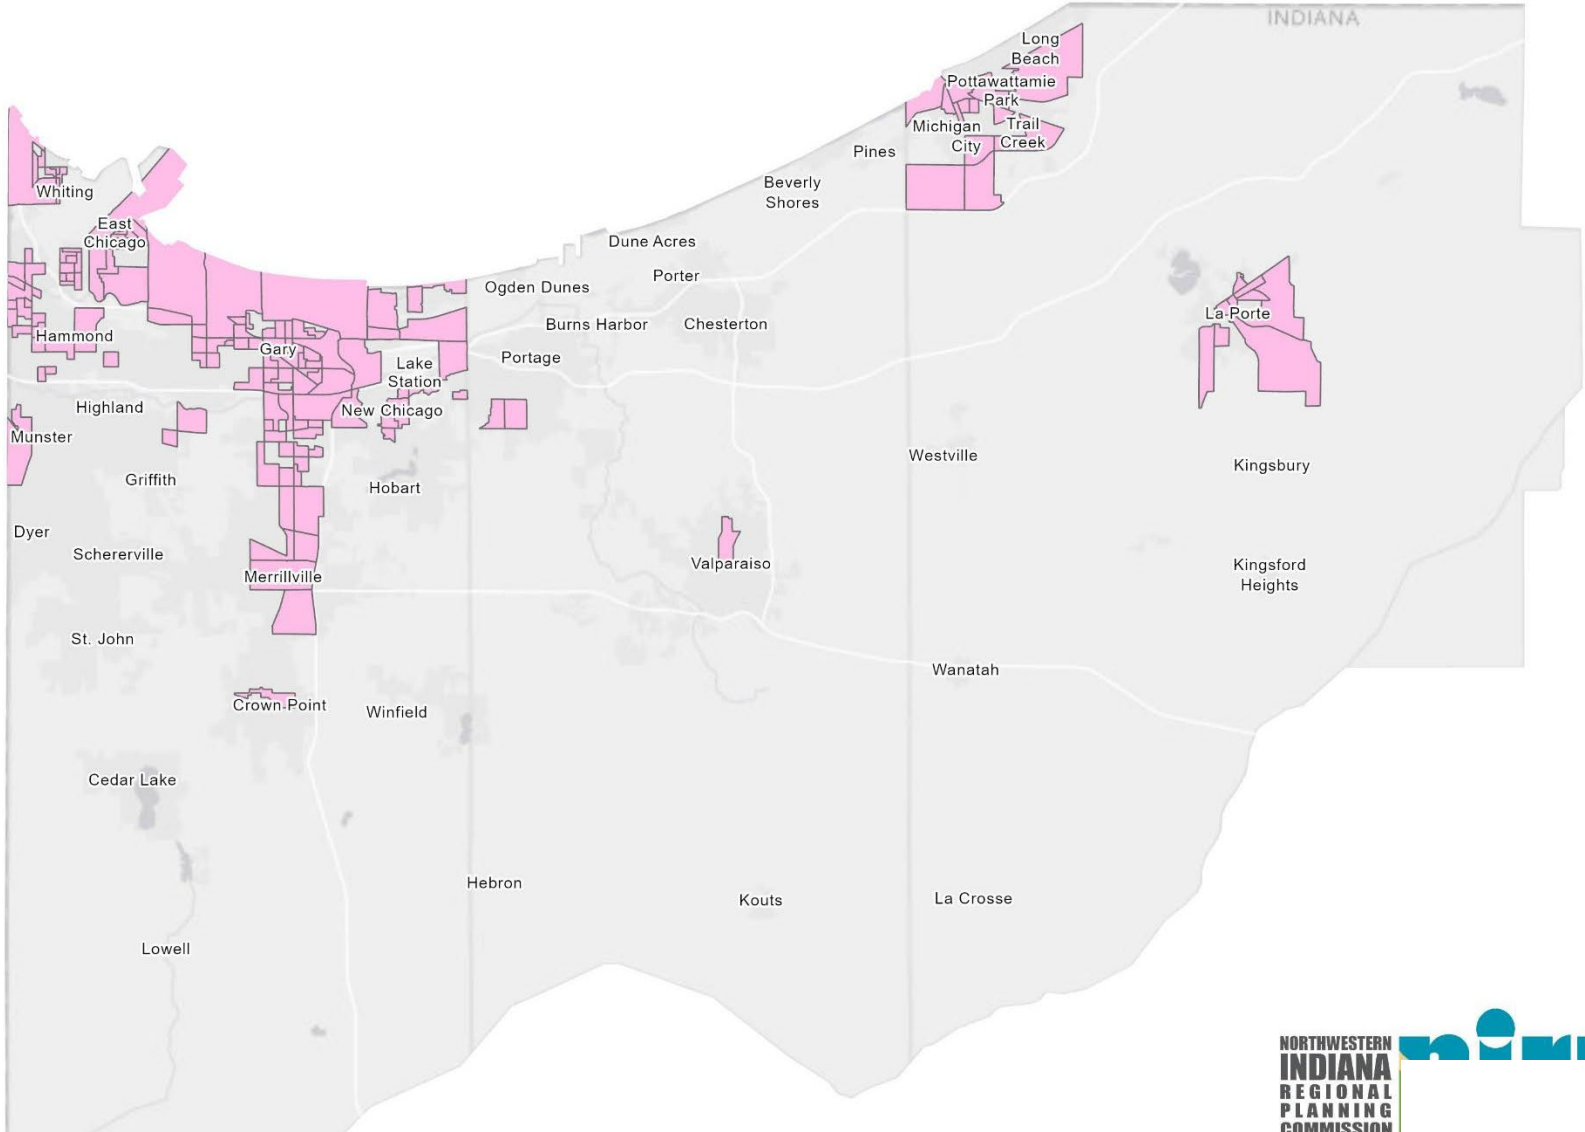 INDIANA
Long
Beach
Pottawattamie
Park
Michigan
City
Trail
Creek
Pines
Beverly
Shores
Whiting
East
Chicago
Dune Acres
Porter
Ogden Dunes
Burns Harbor
Chesterton
La Porte
Hammond
Gary
Lake
Station
Portage
Highland
New Chicago
Munster
Griffith
Hobart
Westville
Kingsbury
Dyer
Schererville
Valparaiso
Merrillville
Kingsford
Heights
St. John
Wanatah
Crown Point
Winfield
Cedar Lake
Hebron
Kouts
La Crosse
Lowell
NORTHWESTERN
INDIANA
REGIONAL
PLANNING
COMMISSION